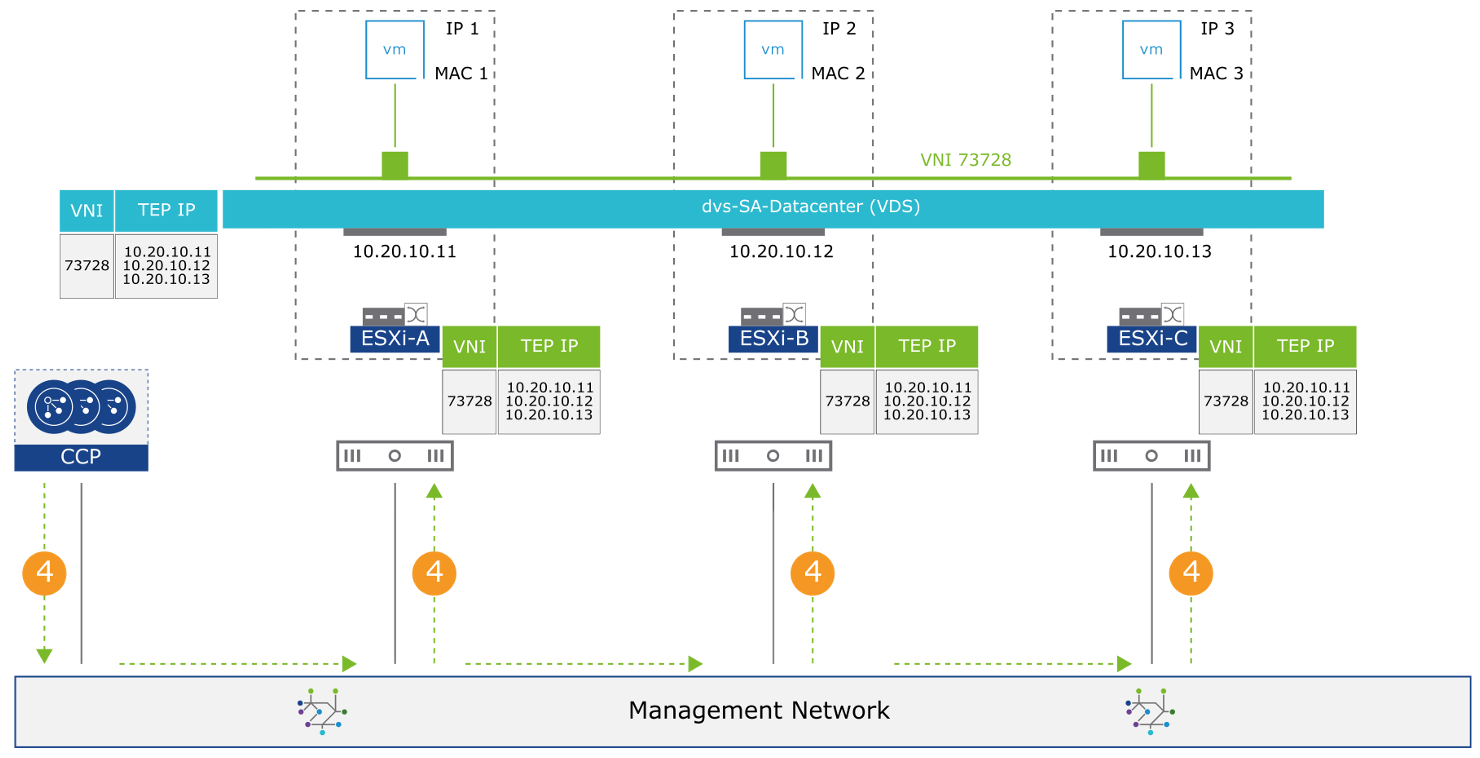 IP 1
vm
MAC 1
IP 2
vm
MAC 2
IP 3
vm
MAC 3
VNI 73728
VNI TEP IP
73728
10.20.10.11
10.20.10.12
10.20.10.13
dvs-SA-Datacenter (VDS)
10.20.10.11
10.20.10.12
10.20.10.13
ESXi-A
VNI TEP IP
73728
10.20.10.11
10.20.10.12
10.20.10.13
ESXi-B
VNI TEP IP
73728
10.20.10.11
10.20.10.12
10.20.10.13
ESXi-C
VNI TEP IP
73728
10.20.10.11
10.20.10.12
10.20.10.13
CCP
4
4
4
4
Management Network